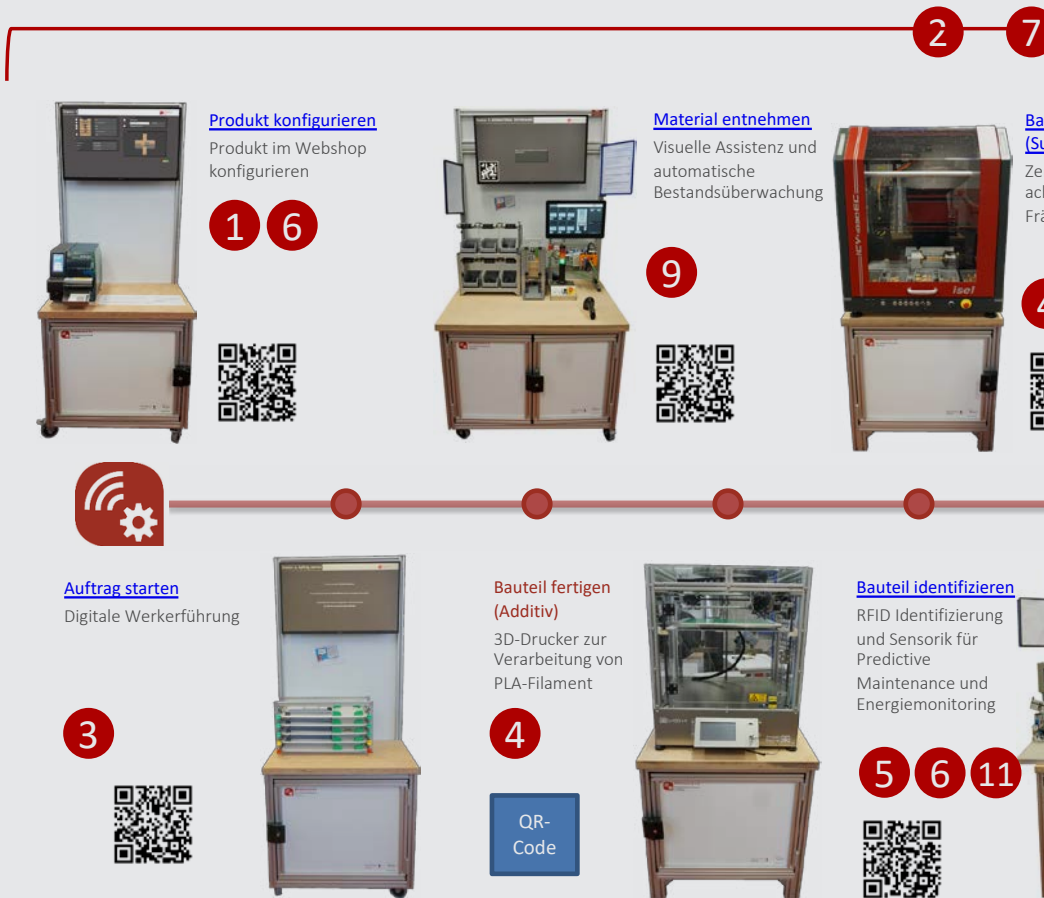 2
7
Produkt konfigurieren
Produkt im Webshop
konfigurieren
1 6
Material entnehmen
Visuelle Assistenz und
automatische
Bestandsüberwachung
9
isel
Auftrag starten
Digitale Werkerführung
3
Bauteil fertigen
(Additiv)
3D-Drucker zur
Verarbeitung von
PLA-Filament
4
QR-
Code
Bauteil identifizieren
RFID Identifizierung
und Sensorik für
Predictive
Maintenance und
Energiemonitoring
5 6 11